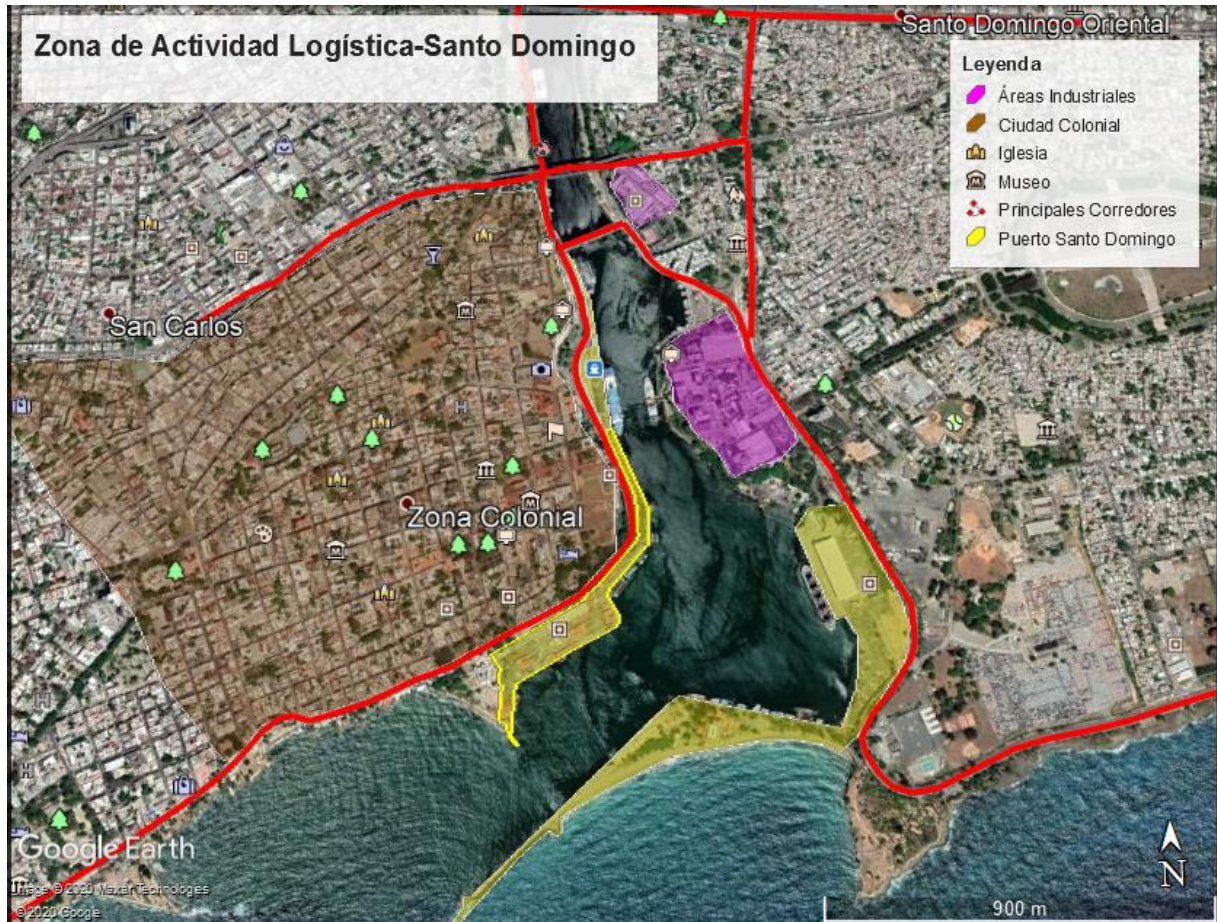 Zona de Actividad Logística-Santo Domingo
Santo Domingo Oriental
Leyenda
Áreas Industriales
Ciudad Colonial
Iglesia
Museo
Principales Corredores
Puerto Santo Domingo
San Carlos
Zona Colonial
Google Earth
Image © 2020 Maxar Technologies
© 2020 Google
N
900 m